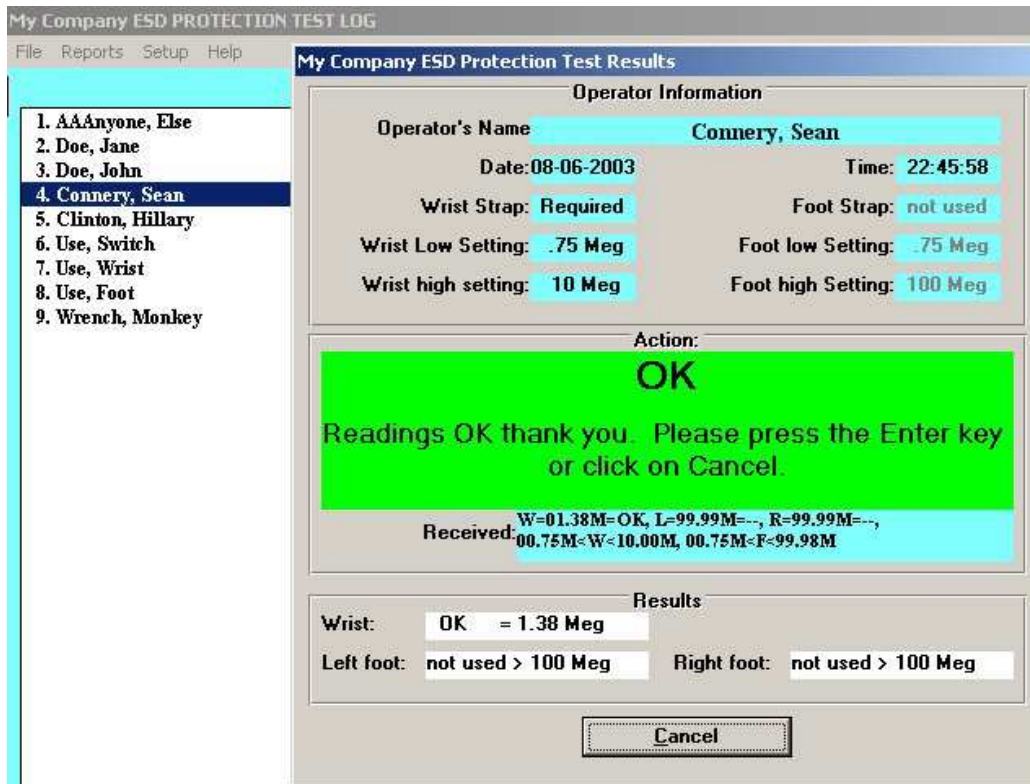 My Company ESD PROTECTION TEST LOG
File Reports Setup Help
1. AAAnyone, Else
2. Doe, Jane
3. Doe, John
4. Connery, Sean
5. Clinton, Hillary
6. Use, Switch
7. Use, Wrist
8. Use, Foot
9. Wrench, Monkey
My Company ESD Protection Test Results
Operator Information
Operator's Name Connery, Sean
Date: 08-06-2003 Time: 22:45:58
Wrist Strap: Required Foot Strap: not used
Wrist Low Setting: .75 Meg Foot low Setting: .75 Meg
Wrist high setting: 10 Meg Foot high Setting: 100 Meg
Action:
OK
Readings OK thank you. Please press the Enter key
or click on Cancel.
Received: W=01.38M=OK, L=99.99M=--, R=99.99M=--,
00.75M<W<10.00M, 00.75M<F<99.98M
Results
Wrist: OK = 1.38 Meg
Left foot: not used > 100 Meg Right foot: not used > 100 Meg
Cancel